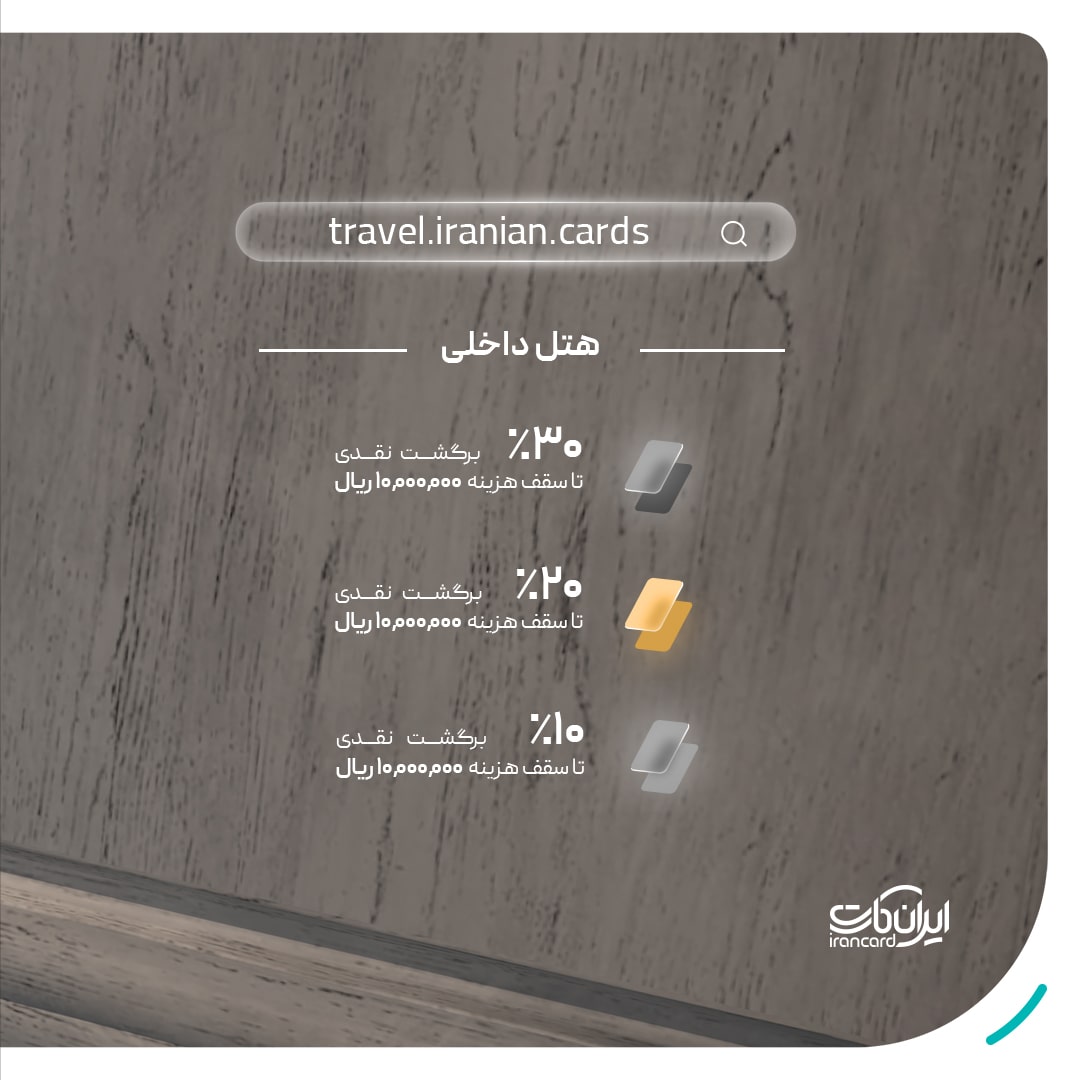 travel.iranian.cards
هتل داخلی
٪۳۰ برگشت نقدی
تا سقف هزینه ۱۰,۰۰۰,۰۰۰ ریال
٪۲۰ برگشت نقدی
تا سقف هزینه ۱۰,۰۰۰,۰۰۰ ریال
٪۱۰ برگشت نقدی
تا سقف هزینه ۱۰,۰۰۰,۰۰۰ ریال
ایران کارت
irancard